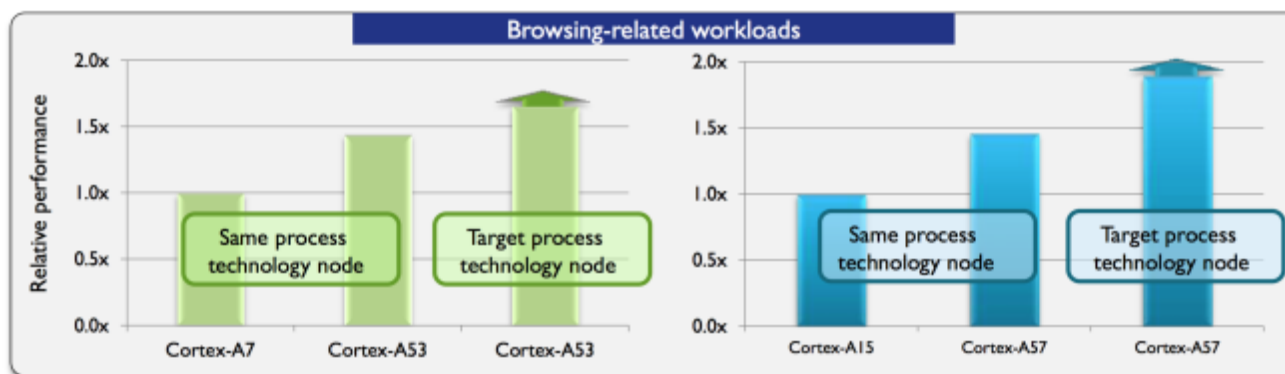 Browsing-related workloads
Relative performance
2.0x
1.5x
1.0x
0.5x
0.0x
Same process
technology node
Target process
technology node
Cortex-A7
Cortex-A53
Cortex-A53
2.0x
1.5x
1.0x
0.5x
0.0x
Same process
technology node
Target process
technology node
Cortex-A15
Cortex-A57
Cortex-A57